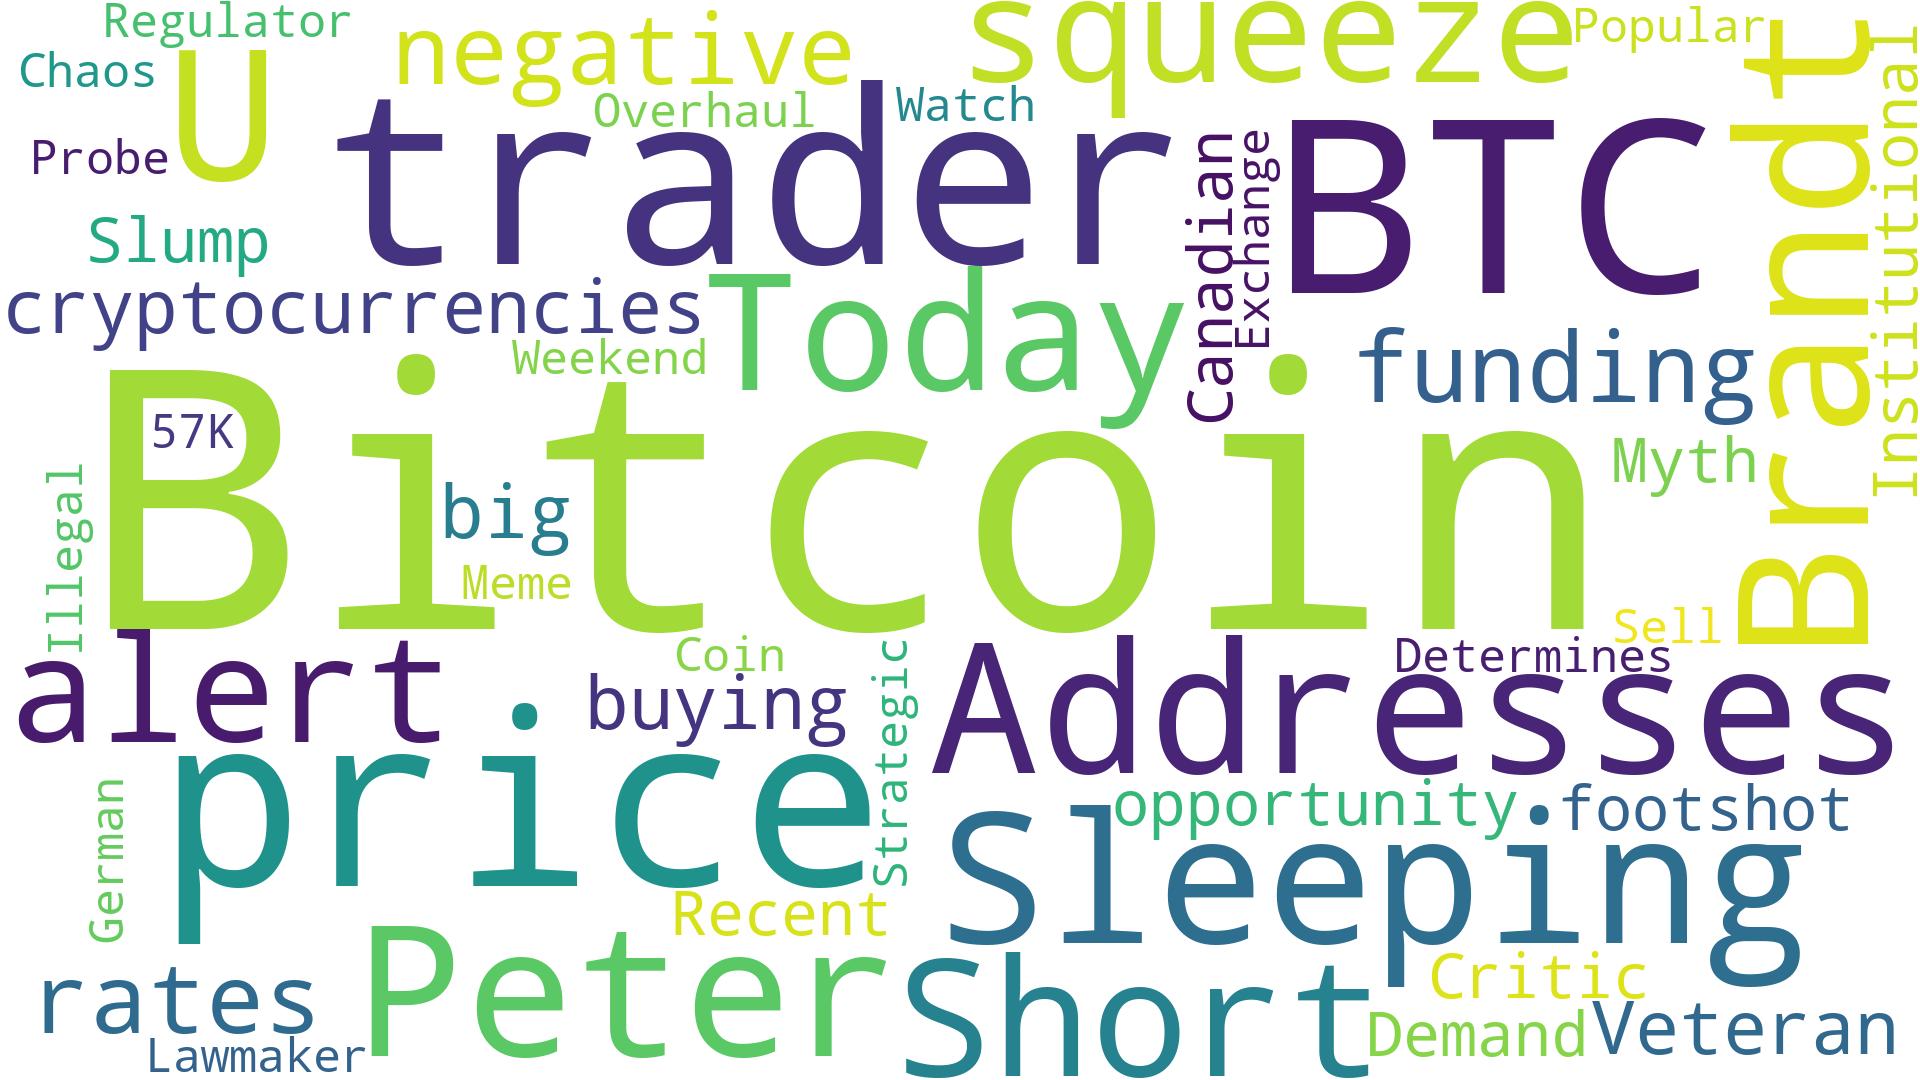 Regulator
negative
squeeze
Popular
Chaos
U
Overhaul
Watch
Institutional
Probe
trader
Canadian
Exchange
BTC
Brandt
Slump
cryptocurrencies
Today
Weekend
funding
Bitcoin
57K
big
Myth
Illegal
Meme
Sell
alert
Coin
buying
Strategic
Addresses
Determines
price
German
opportunity
footshot
Sleeping
Recent
rates
Peter
Short
Critic
Lawmaker
Demand
Veteran